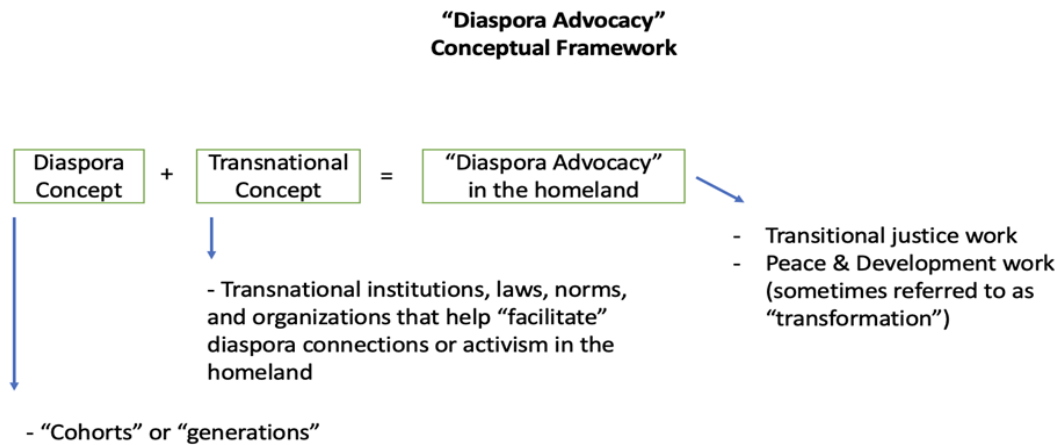 “Diaspora Advocacy”
Conceptual Framework
Diaspora
Concept
+
Transnational
Concept
=
“Diaspora Advocacy”
in the homeland
- Transitional justice work
- Peace & Development work
(sometimes referred to as
“transformation”)
- Transnational institutions, laws, norms,
and organizations that help “facilitate”
diaspora connections or activism in the
homeland
- “Cohorts” or “generations”